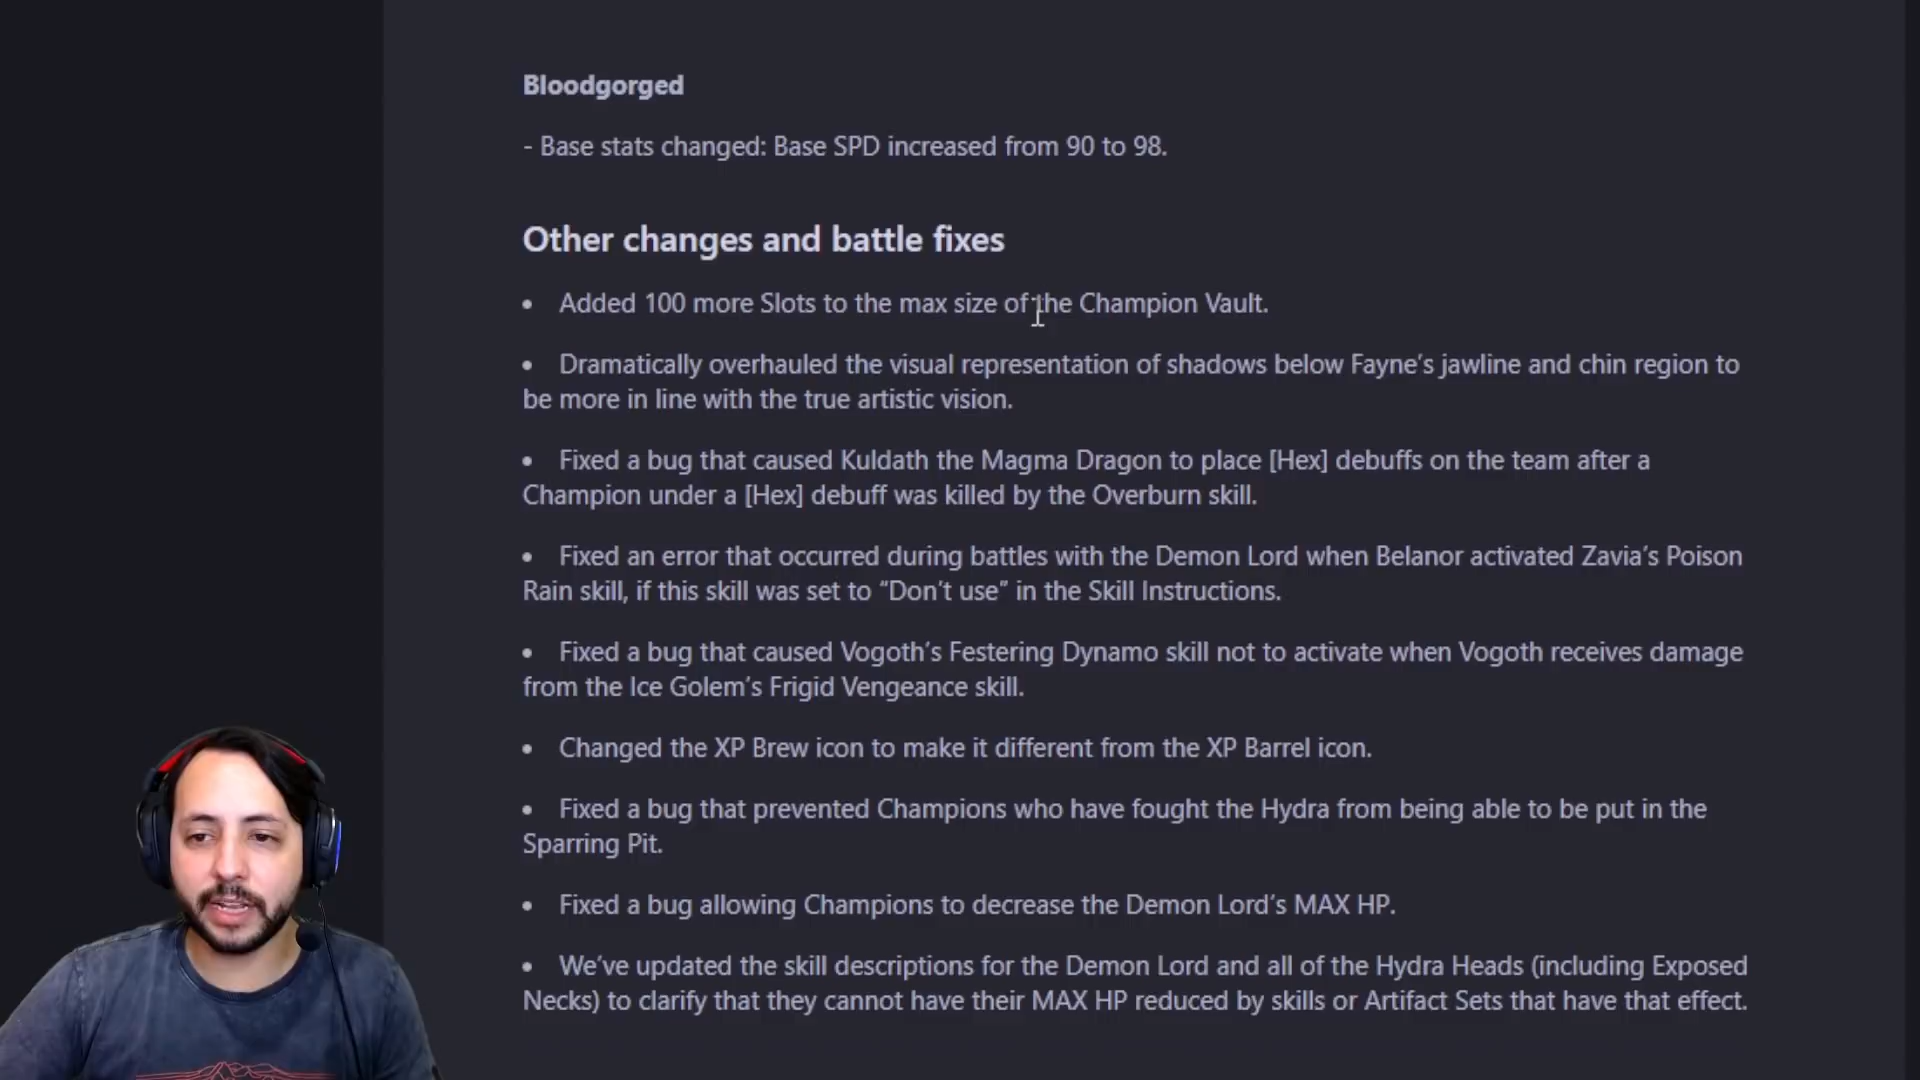 Bloodgorged
- Base stats changed: Base SPD increased from 90 to 98.
Other changes and battle fixes
• Added 100 more Slots to the max size of the Champion Vault.
• Dramatically overhauled the visual representation of shadows below Fayne’s jawline and chin region to
be more in line with the true artistic vision.
• Fixed a bug that caused Kuldath the Magma Dragon to place [Hex] debuffs on the team after a
Champion under a [Hex] debuff was killed by the Overburn skill.
• Fixed an error that occurred during battles with the Demon Lord when Belanor activated Zavia’s Poison
Rain skill, if this skill was set to “Don’t use” in the Skill Instructions.
• Fixed a bug that caused Vogoth’s Festering Dynamo skill not to activate when Vogoth receives damage
from the Ice Golem’s Frigid Vengeance skill.
• Changed the XP Brew icon to make it different from the XP Barrel icon.
• Fixed a bug that prevented Champions who have fought the Hydra from being able to be put in the
Sparring Pit.
• Fixed a bug allowing Champions to decrease the Demon Lord’s MAX HP.
• We’ve updated the skill descriptions for the Demon Lord and all of the Hydra Heads (including Exposed
Necks) to clarify that they cannot have their MAX HP reduced by skills or Artifact Sets that have that effect.